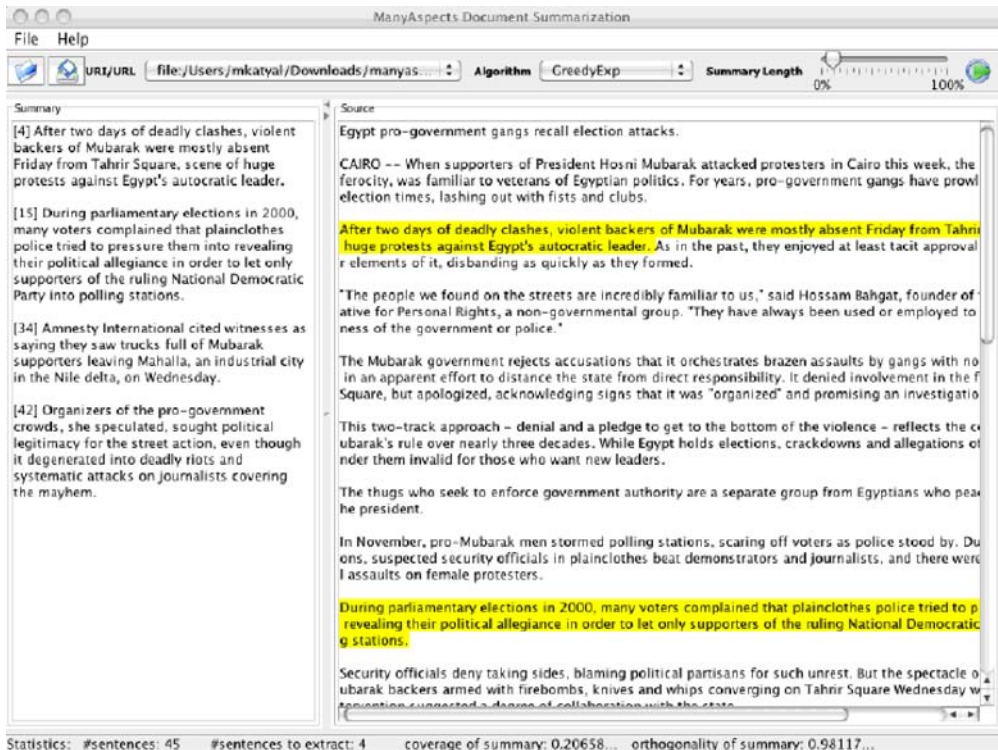 ManyAspects Document Summarization
File Help
URI/URL file:/Users/mkatyal/Downloads/manyas... Algorithm GreedyExp Summary Length
0% 100%
Summary
[4] After two days of deadly clashes, violent
backers of Mubarak were mostly absent
Friday from Tahrir Square, scene of huge
protests against Egypt's autocratic leader.
[15] During parliamentary elections in 2000,
many voters complained that plainclothes
police tried to pressure them into revealing
their political allegiance in order to let only
supporters of the ruling National Democratic
Party into polling stations.
[34] Amnesty International cited witnesses as
saying they saw trucks full of Mubarak
supporters leaving Mahalla, an industrial city
in the Nile delta, on Wednesday.
[42] Organizers of the pro-government
crowds, she speculated, sought political
legitimacy for the street action, even though
it degenerated into deadly riots and
systematic attacks on journalists covering
the mayhem.
Source
Egypt pro-government gangs recall election attacks.
CAIRO -- When supporters of President Hosni Mubarak attacked protesters in Cairo this week, the
ferocity, was familiar to veterans of Egyptian politics. For years, pro-government gangs have prowl
election times, lashing out with fists and clubs.
After two days of deadly clashes, violent backers of Mubarak were mostly absent Friday from Tahri
huge protests against Egypt's autocratic leader. As in the past, they enjoyed at least tacit approval
r elements of it, disbanding as quickly as they formed.
"The people we found on the streets are incredibly familiar to us," said Hossam Bahgat, founder of
ative for Personal Rights, a non-governmental group. "They have always been used or employed to
ness of the government or police."
The Mubarak government rejects accusations that it orchestrates brazen assaults by gangs with no
in an apparent effort to distance the state from direct responsibility. It denied involvement in the f
Square, but apologized, acknowledging signs that it was "organized" and promising an investigatio
This two-track approach – denial and a pledge to get to the bottom of the violence – reflects the c
ubarak's rule over nearly three decades. While Egypt holds elections, crackdowns and allegations of
nder them invalid for those who want new leaders.
The thugs who seek to enforce government authority are a separate group from Egyptians who pea
he president.
In November, pro-Mubarak men stormed polling stations, scaring off voters as police stood by. Du
ons, suspected security officials in plainclothes beat demonstrators and journalists, and there were
l assaults on female protesters.
During parliamentary elections in 2000, many voters complained that plainclothes police tried to p
revealing their political allegiance in order to let only supporters of the ruling National Democratic
g stations.
Security officials deny taking sides, blaming political partisans for such unrest. But the spectacle o
ubarak backers armed with firebombs, knives and whips converging on Tahrir Square Wednesday w
tervention suggested a degree of collaboration with the state.
Statistics: #sentences: 45 #sentences to extract: 4 coverage of summary: 0.20658... orthogonality of summary: 0.98117...